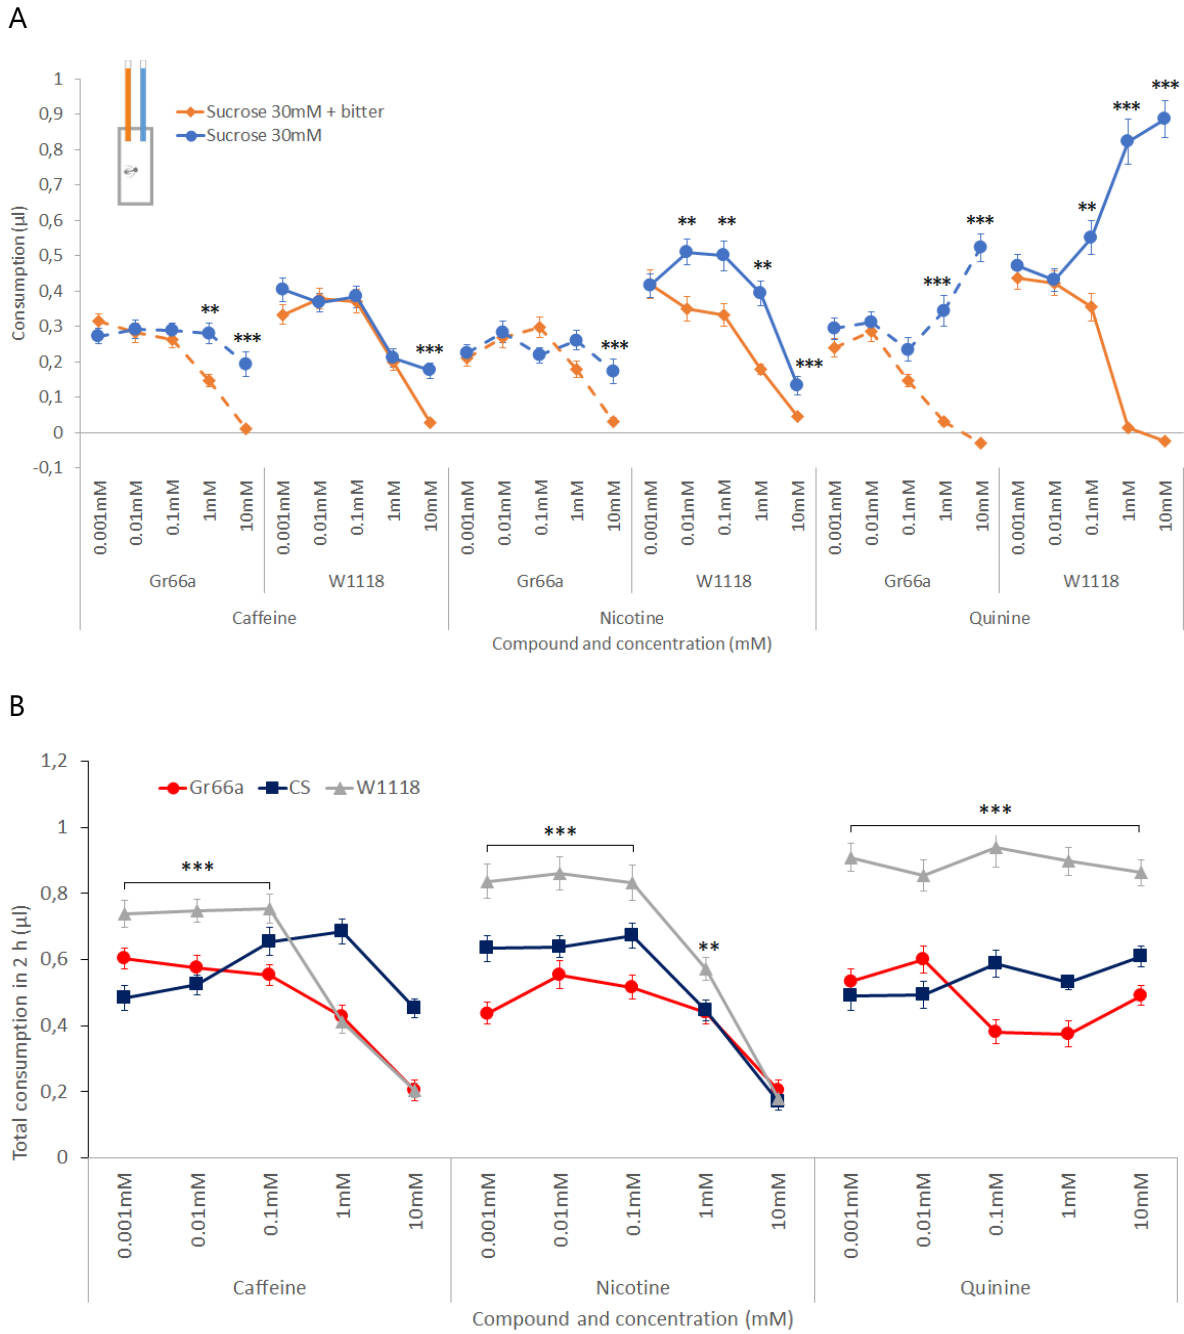 A
Sucrose 30mM + bitter
Sucrose 30mM
Consumption (µl)
1
0,9
0,8
0,7
0,6
0,5
0,4
0,3
0,2
0,1
0
-0,1
** *** *** ** ** ** *** *** *** *** ** *** ***
0.001mM 0.01mM 0.1mM 1mM 10mM 0.001mM 0.01mM 0.1mM 1mM 10mM 0.001mM 0.01mM 0.1mM 1mM 10mM 0.001mM 0.01mM 0.1mM 1mM 10mM 0.001mM 0.01mM 0.1mM 1mM 10mM 0.001mM 0.01mM 0.1mM 1mM 10mM
Gr66a W1118 Gr66a W1118 Gr66a W1118
Caffeine Nicotine Quinine
Compound and concentration (mM)
B
Gr66a CS W1118
Total consumption in 2 h (µl)
1,2
1
0,8
0,6
0,4
0,2
0
*** *** ** ***
0.001mM 0.01mM 0.1mM 1mM 10mM 0.001mM 0.01mM 0.1mM 1mM 10mM 0.001mM 0.01mM 0.1mM 1mM 10mM
Caffeine Nicotine Quinine
Compound and concentration (mM)